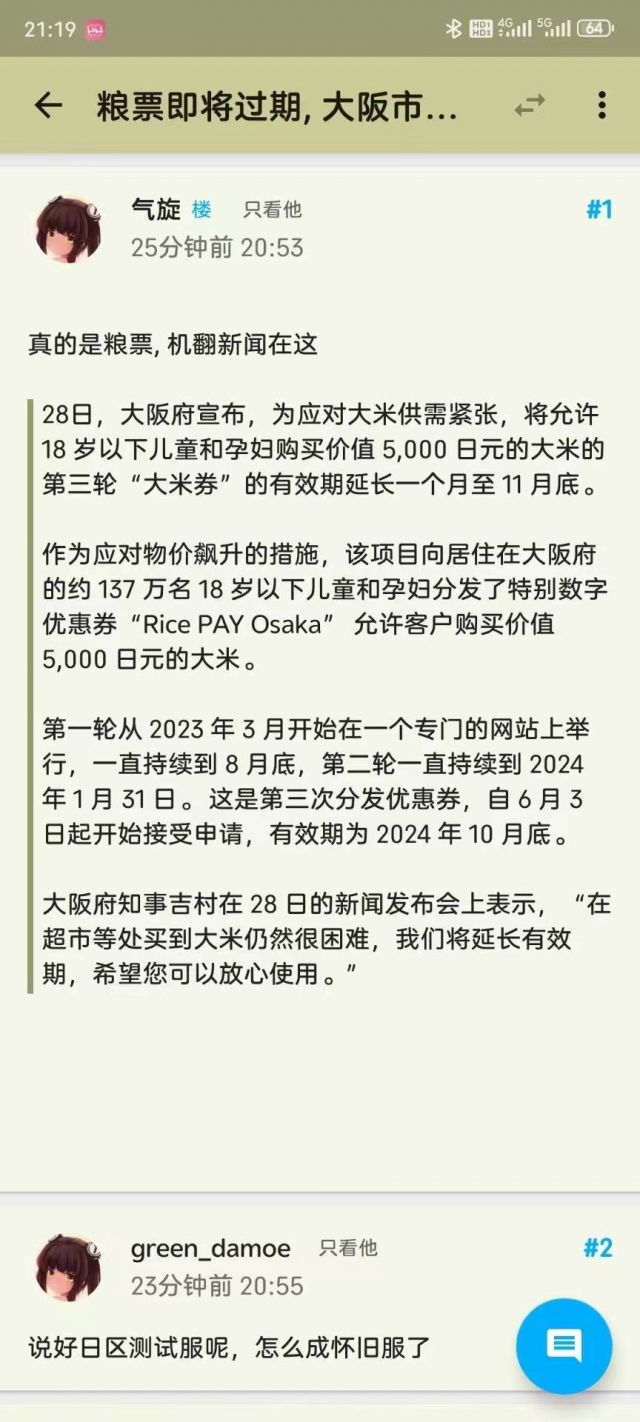 21:19
HD1 HD2 4G 5G 64
粮票即将过期, 大阪市...
气旋 楼 只看他 #1
25分钟前 20:53
真的是粮票, 机翻新闻在这
28日，大阪府宣布，为应对大米供需紧张，将允许
18 岁以下儿童和孕妇购买价值 5,000 日元的大米的
第三轮“大米券”的有效期延长一个月至 11 月底。
作为应对物价飙升的措施，该项目向居住在大阪府
的约 137 万名 18 岁以下儿童和孕妇分发了特别数字
优惠券“Rice PAY Osaka” 允许客户购买价值
5,000 日元的大米。
第一轮从 2023 年 3 月开始在一个专门的网站上举
行，一直持续到 8 月底，第二轮一直持续到 2024
年 1 月 31 日。这是第三次分发优惠券，自 6 月 3
日起开始接受申请，有效期为 2024 年 10 月底。
大阪府知事吉村在 28 日的新闻发布会上表示，“在
超市等处买到大米仍然很困难，我们将延长有效
期，希望您可以放心使用。”
green_damoe 只看他 #2
23分钟前 20:55
说好日区测试服呢，怎么成怀旧服了